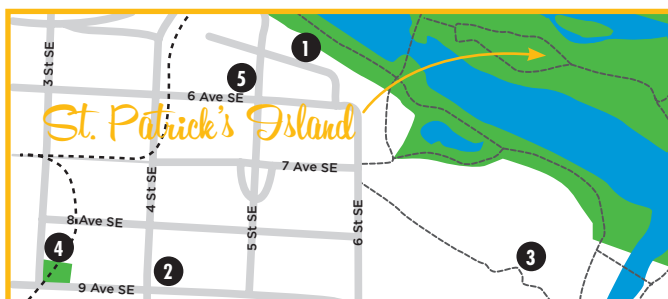 1
5
3 St SE
6 Ave SE
St. Patrick's Island
7 Ave SE
4 St SE
8 Ave SE
5 St SE
6 St SE
4
2
3
9 Ave SE